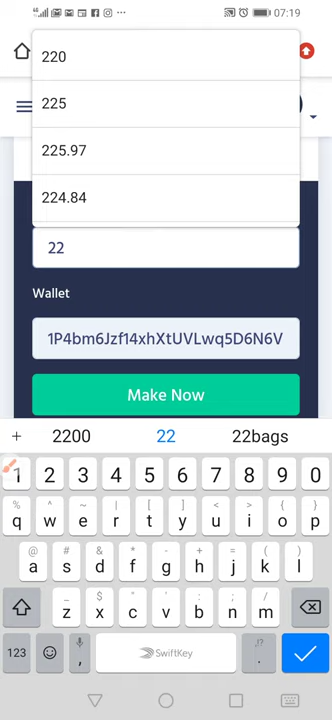 07:19
220
225
225.97
224.84
22
Wallet
1P4bm6Jzf14xhXtUVLwq5D6N6V
Make Now
+ 2200 22 22bags
1 2 3 4 5 6 7 8 9 0
% ^ ~ | [ ] < > { }
q w e r t y u i o p
@ # & * - + = ( )
a s d f g h j k l
_ $ " ' : ; /
z x c v b n m
123 , SwiftKey ,!? .